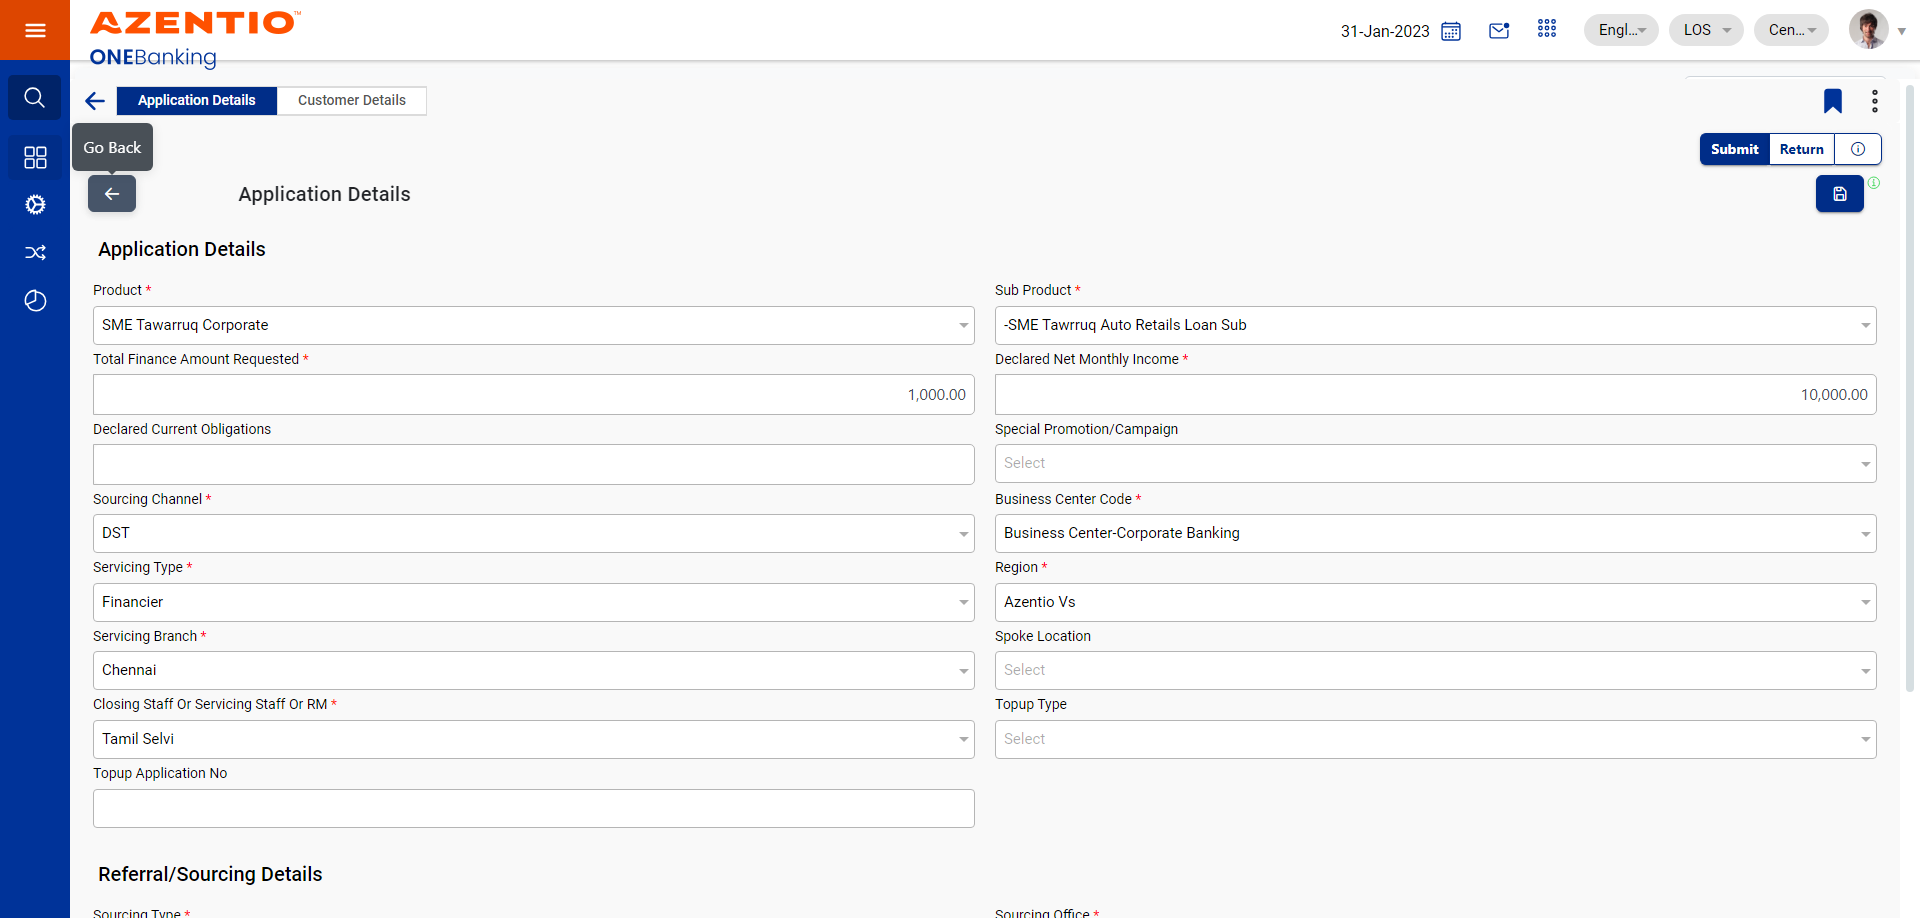 AZENTIO™
ONEBanking
31-Jan-2023
Engl...
LOS
Cen...
Application Details
Customer Details
Go Back
Submit
Return
Application Details
Application Details
Product *
Sub Product *
SME Tawarruq Corporate
-SME Tawrruq Auto Retails Loan Sub
Total Finance Amount Requested *
Declared Net Monthly Income *
1,000.00
10,000.00
Declared Current Obligations
Special Promotion/Campaign
Select
Sourcing Channel *
Business Center Code *
DST
Business Center-Corporate Banking
Servicing Type *
Region *
Financier
Azentio Vs
Servicing Branch *
Spoke Location
Chennai
Select
Closing Staff Or Servicing Staff Or RM *
Topup Type
Tamil Selvi
Select
Topup Application No
Referral/Sourcing Details
Sourcing Type *
Sourcing Office *